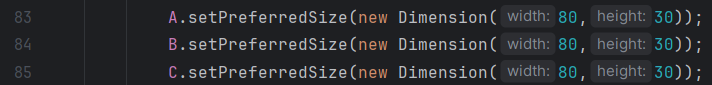 83 A.setPreferredSize(new Dimension( width: 80, height: 30));
84 B.setPreferredSize(new Dimension( width: 80, height: 30));
85 C.setPreferredSize(new Dimension( width: 80, height: 30));